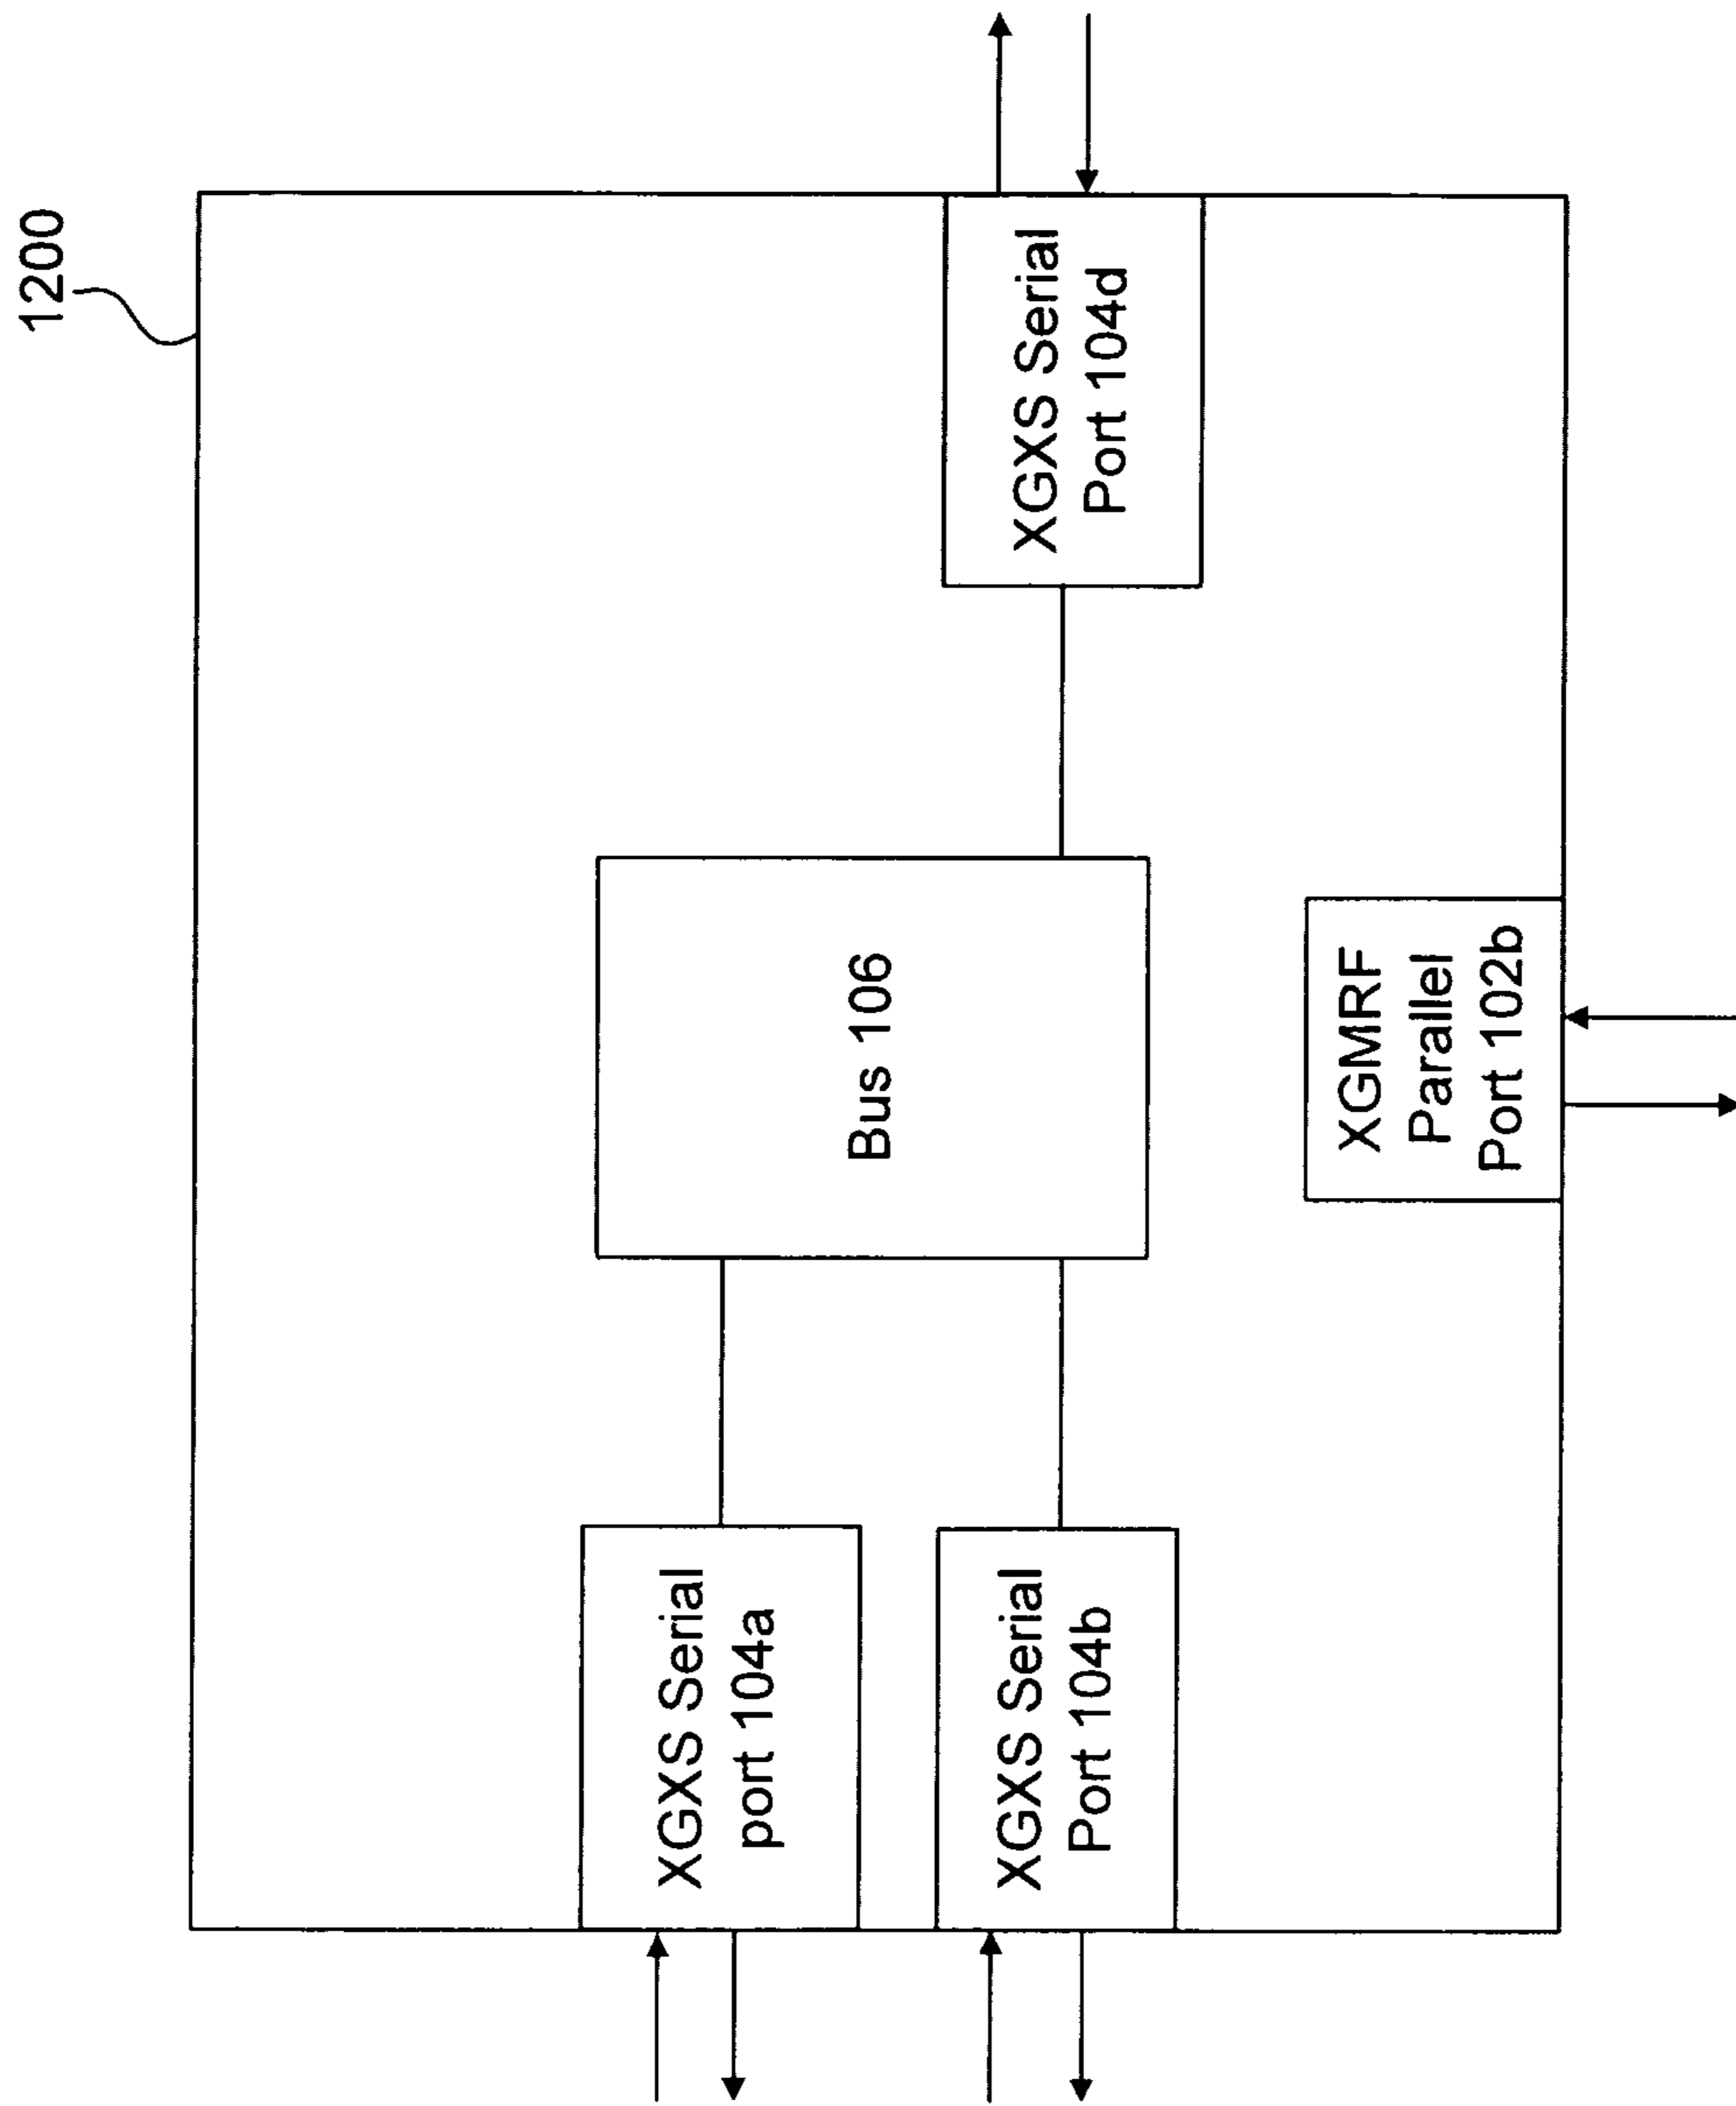 1200
XGXS Serial
port 104a
XGXS Serial
Port 104b
Bus 106
XGXS Serial
Port 104d
XGMRF
Parallel
Port 102b